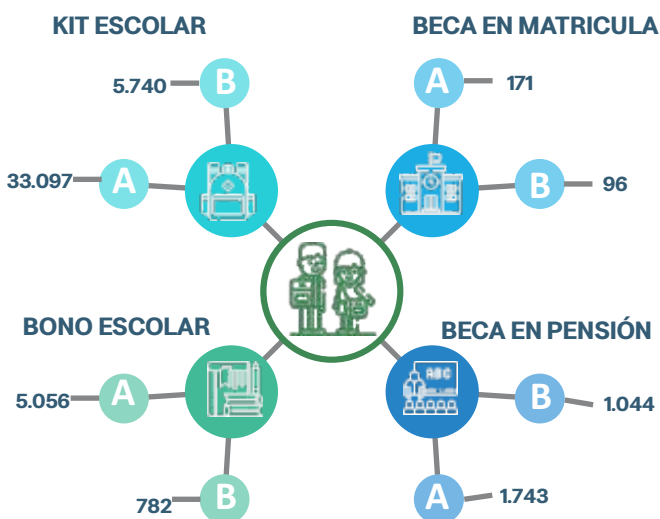 KIT ESCOLAR
5.740
B
33.097
A
BECA EN MATRICULA
A
171
B
96
BONO ESCOLAR
5.056
A
782
B
BECA EN PENSIÓN
ABC
B
1.044
A
1.743